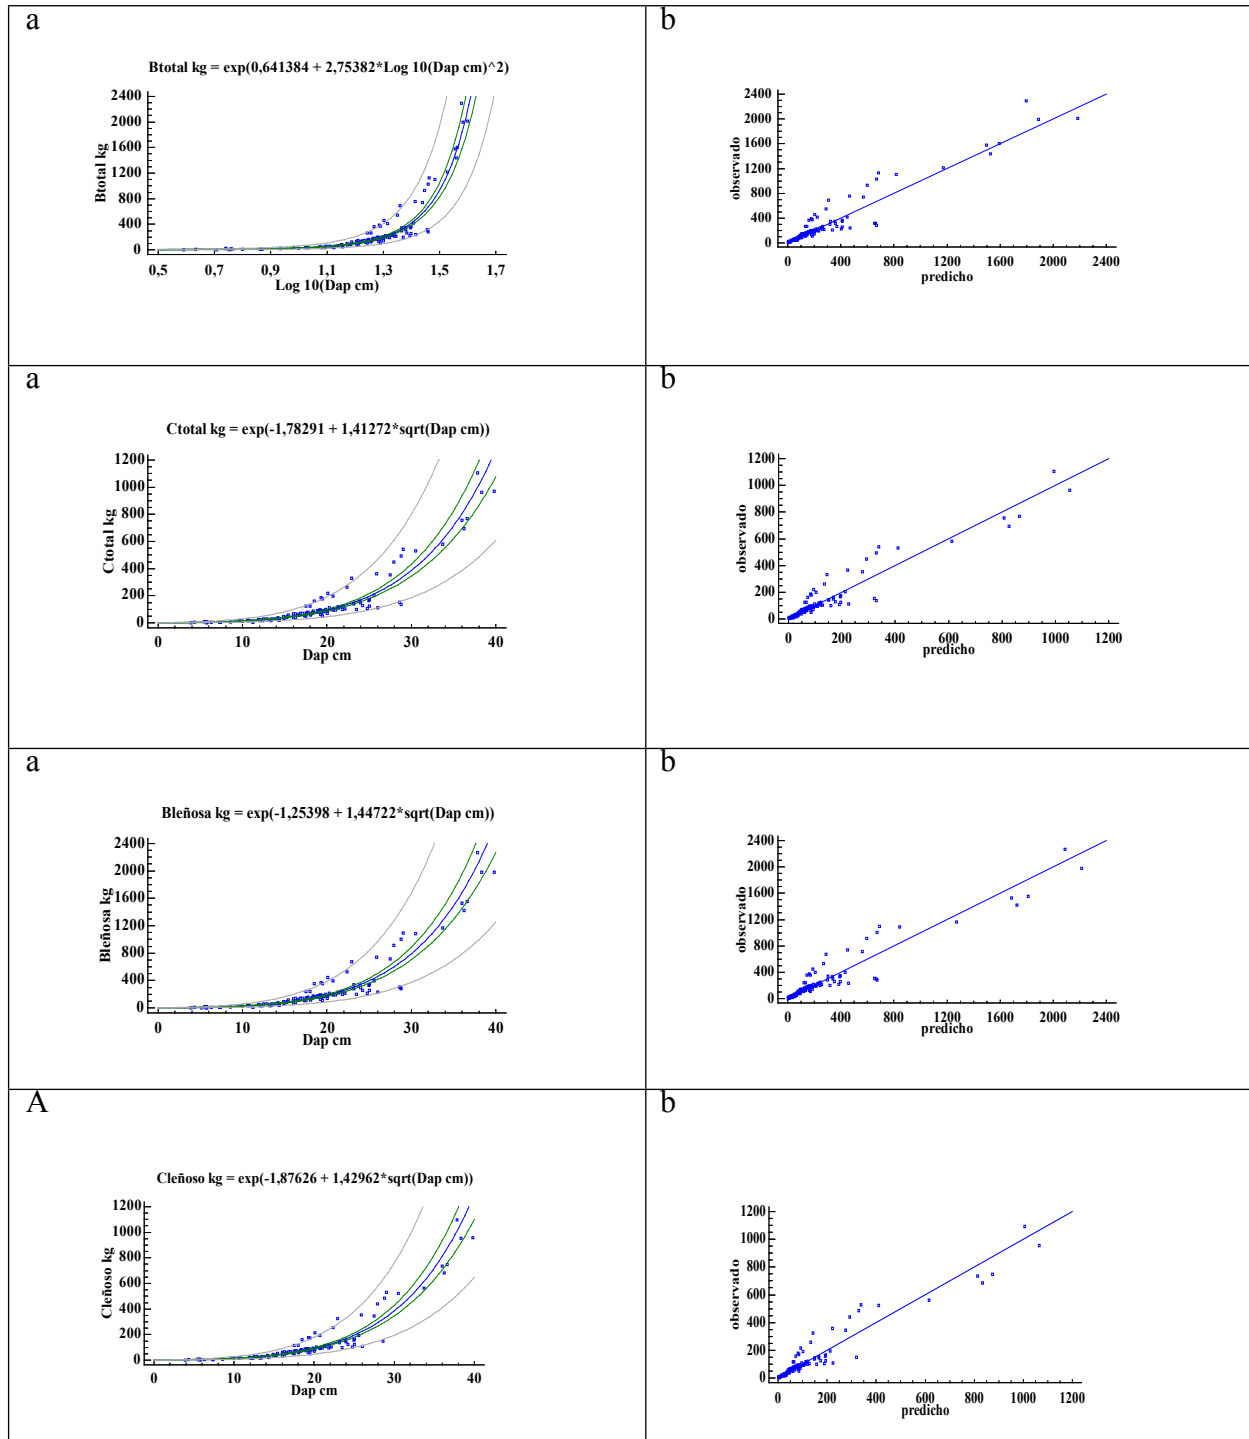 a
b
Btotal kg = exp(0,641384 + 2,75382*Log 10(Dap cm)^2)
Btotal kg
2400
2000
1600
1200
800
400
0
0,5 0,7 0,9 1,1 1,3 1,5 1,7
Log 10(Dap cm)
observado
2400
2000
1600
1200
800
400
0
0 400 800 1200 1600 2000 2400
predicho
a
b
Ctotal kg = exp(-1,78291 + 1,41272*sqrt(Dap cm))
Ctotal kg
1200
1000
800
600
400
200
0
0 10 20 30 40
Dap cm
observado
1200
1000
800
600
400
200
0
0 200 400 600 800 1000 1200
predicho
a
b
Bleñosa kg = exp(-1,25398 + 1,44722*sqrt(Dap cm))
Bleñosa kg
2400
2000
1600
1200
800
400
0
0 10 20 30 40
Dap cm
observado
2400
2000
1600
1200
800
400
0
0 400 800 1200 1600 2000 2400
predicho
A
b
Cleñoso kg = exp(-1,87626 + 1,42962*sqrt(Dap cm))
Cleñoso kg
1200
1000
800
600
400
200
0
0 10 20 30 40
Dap cm
observado
1200
1000
800
600
400
200
0
0 200 400 600 800 1000 1200
predicho